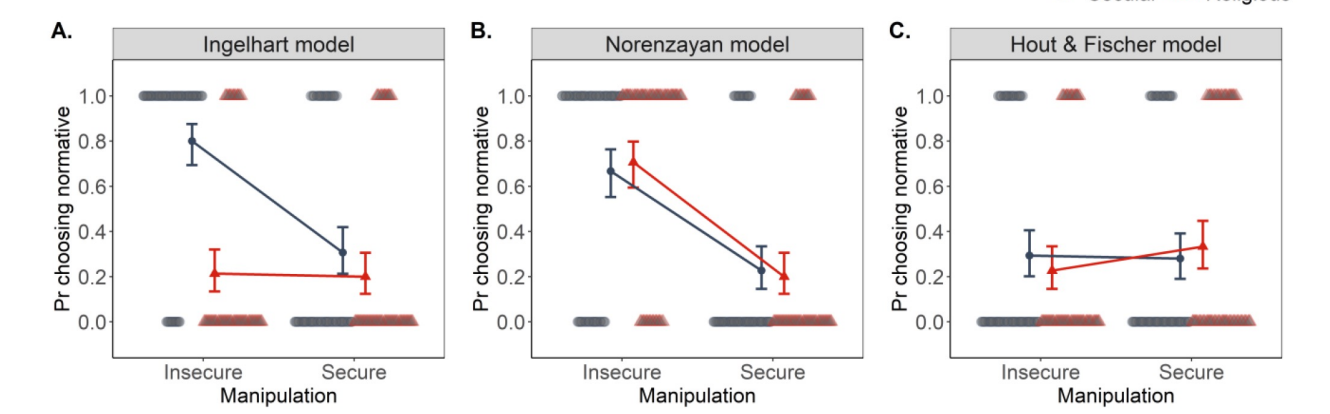 A.
Ingelhart model
Pr choosing normative
1.0
0.8
0.6
0.4
0.2
0.0
Insecure Secure
Manipulation
B.
Norenzayan model
Pr choosing normative
1.0
0.8
0.6
0.4
0.2
0.0
Insecure Secure
Manipulation
C.
Hout & Fischer model
Pr choosing normative
1.0
0.8
0.6
0.4
0.2
0.0
Insecure Secure
Manipulation